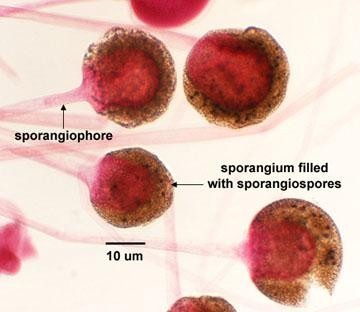 sporangiophore
sporangium filled
with sporangiospores
10 um